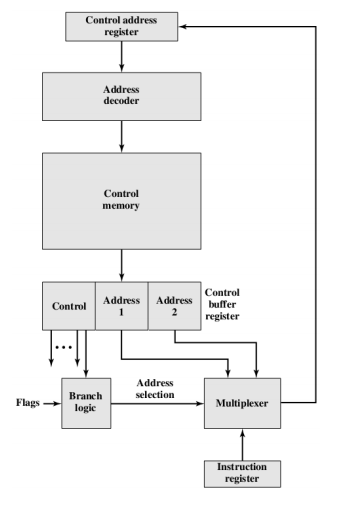 Control address
register
Address
decoder
Control
memory
Control
Address
1
Address
2
Control
buffer
register
Flags
Branch
logic
Address
selection
Multiplexer
Instruction
register